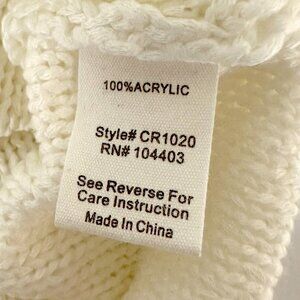 100%ACRYLIC
Style# CR1020
RN# 104403
See Reverse For
Care Instruction
Made In China